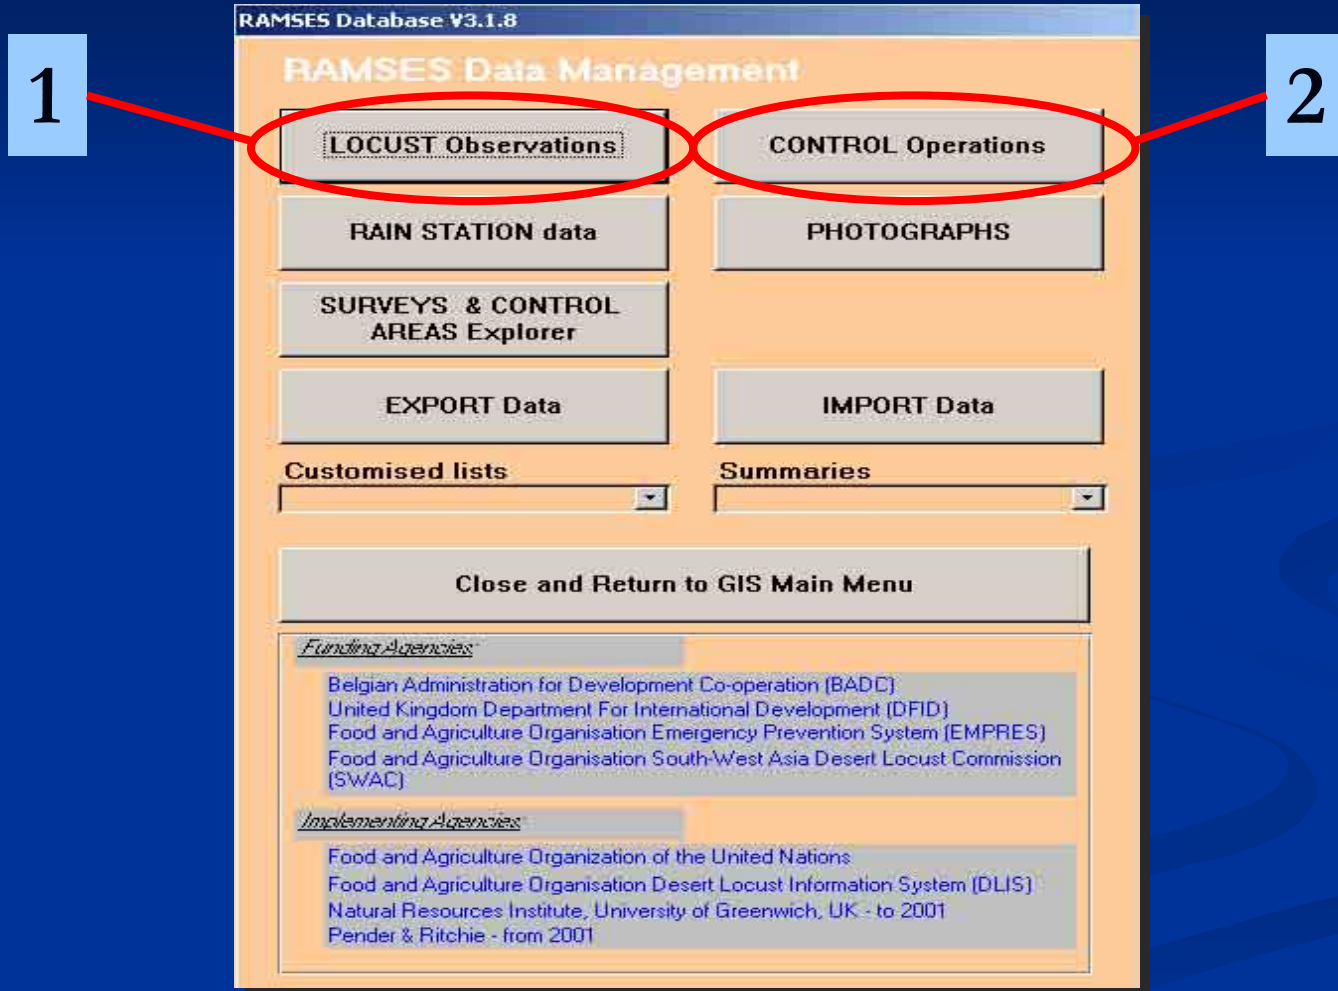 RAMSES Database V3.1.8
RAMSES Data Management
1
2
LOCUST Observations
CONTROL Operations
RAIN STATION data
PHOTOGRAPHS
SURVEYS & CONTROL
AREAS Explorer
EXPORT Data
IMPORT Data
Customised lists
Summaries
Close and Return to GIS Main Menu
Funding Agencies:
Belgian Administration for Development Co-operation (BADC)
United Kingdom Department For International Development (DFID)
Food and Agriculture Organisation Emergency Prevention System (EMPRES)
Food and Agriculture Organisation South-West Asia Desert Locust Commission
(SWAC)
Implementing Agencies:
Food and Agriculture Organization of the United Nations
Food and Agriculture Organisation Desert Locust Information System (DLIS)
Natural Resources Institute, University of Greenwich, UK - to 2001
Pender & Ritchie - from 2001